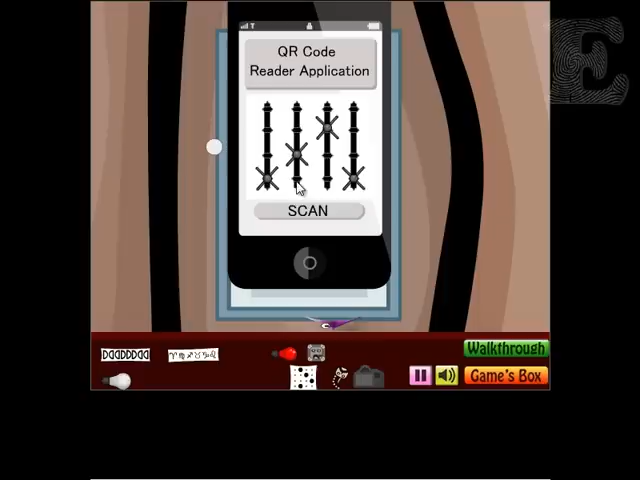 QR Code
Reader Application
SCAN
Walkthrough
Game's Box
E